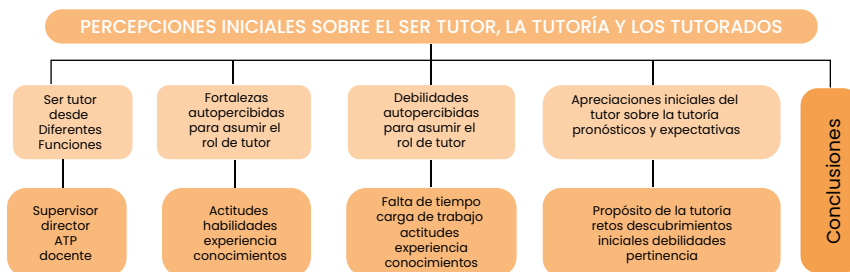 PERCEPCIONES INICIALES SOBRE EL SER TUTOR, LA TUTORÍA Y LOS TUTORADOS
Ser tutor
desde
Diferentes
Funciones
Fortalezas
autopercibidas
para asumir el
rol de tutor
Debilidades
autopercibidas
para asumir el
rol de tutor
Apreciaciones iniciales del
tutor sobre la tutoría
pronósticos y expectativas
Conclusiones
Supervisor
director
ATP
docente
Actitudes
habilidades
experiencia
conocimientos
Falta de tiempo
carga de trabajo
actitudes
experiencia
conocimientos
Propósito de la tutoría
retos descubrimientos
iniciales debilidades
pertinencia